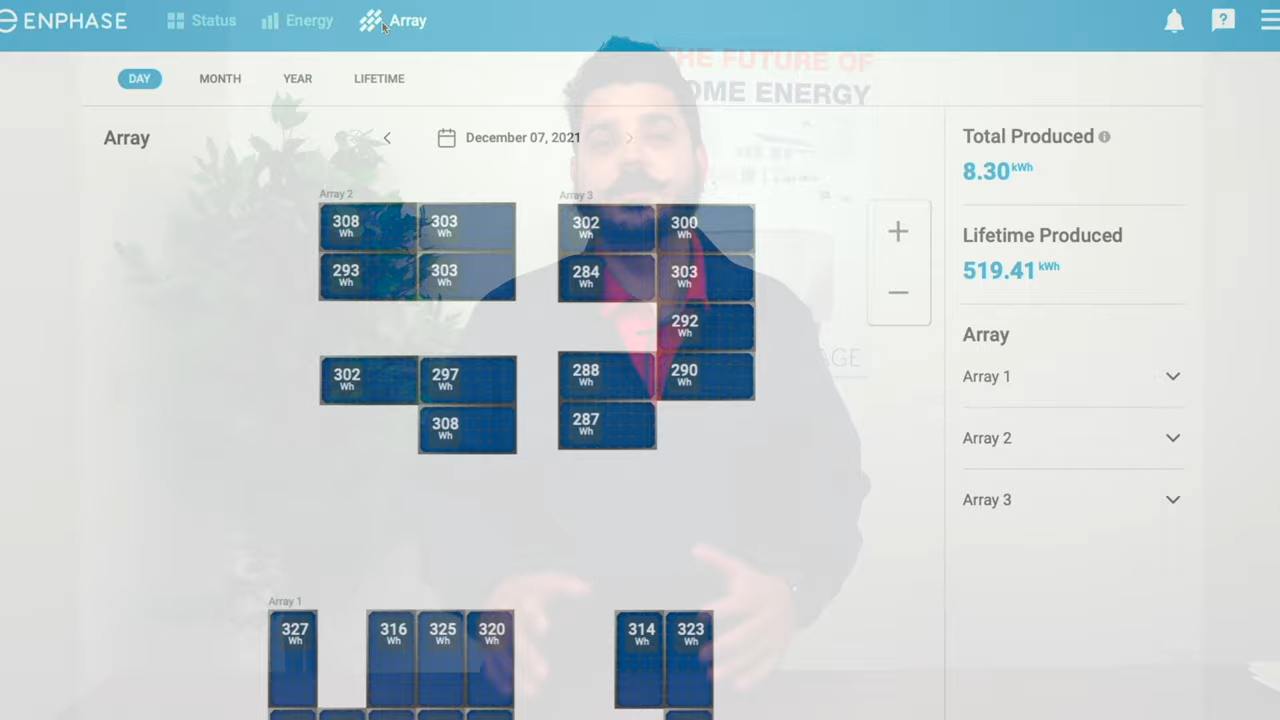 ENPHASE Status Energy Array
THE FUTURE OF
HOME ENERGY
DAY MONTH YEAR LIFETIME
Array
December 07, 2021
Total Produced
8.30 kWh
Lifetime Produced
519.41 kWh
Array
Array 1
Array 2
Array 3
Array 2
308 Wh 303 Wh
293 Wh 303 Wh
302 Wh 297 Wh
308 Wh
Array 3
302 Wh 300 Wh
284 Wh 303 Wh
292 Wh
288 Wh 290 Wh
287 Wh
Array 1
327 Wh 316 Wh 325 Wh 320 Wh 314 Wh 323 Wh